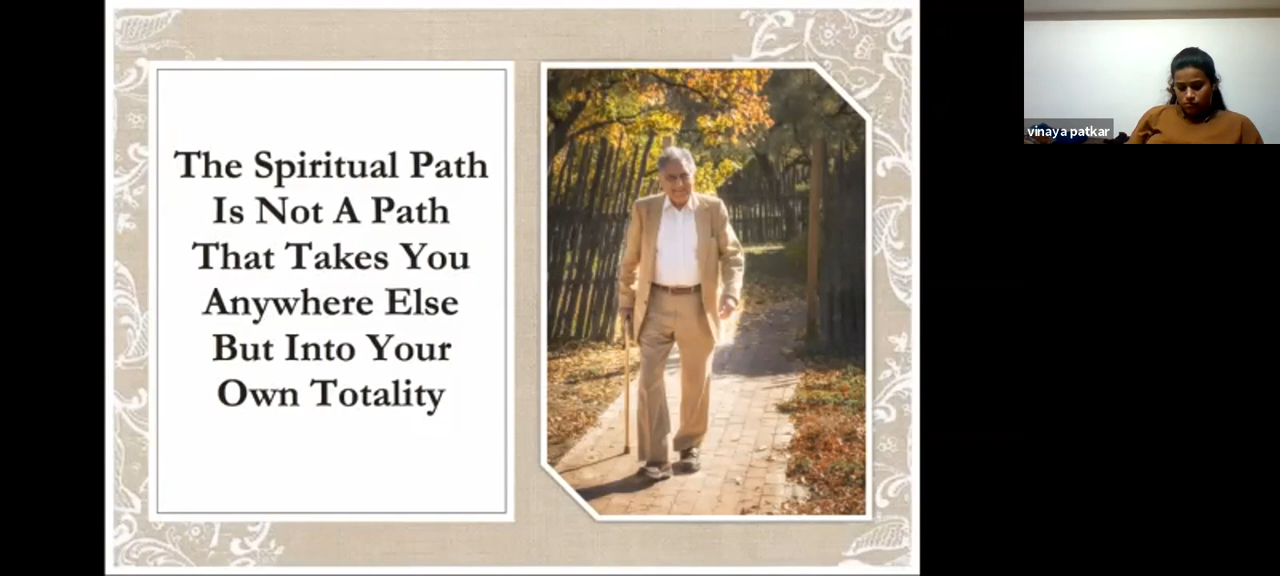 The Spiritual Path
Is Not A Path
That Takes You
Anywhere Else
But Into Your
Own Totality
vinaya patkar